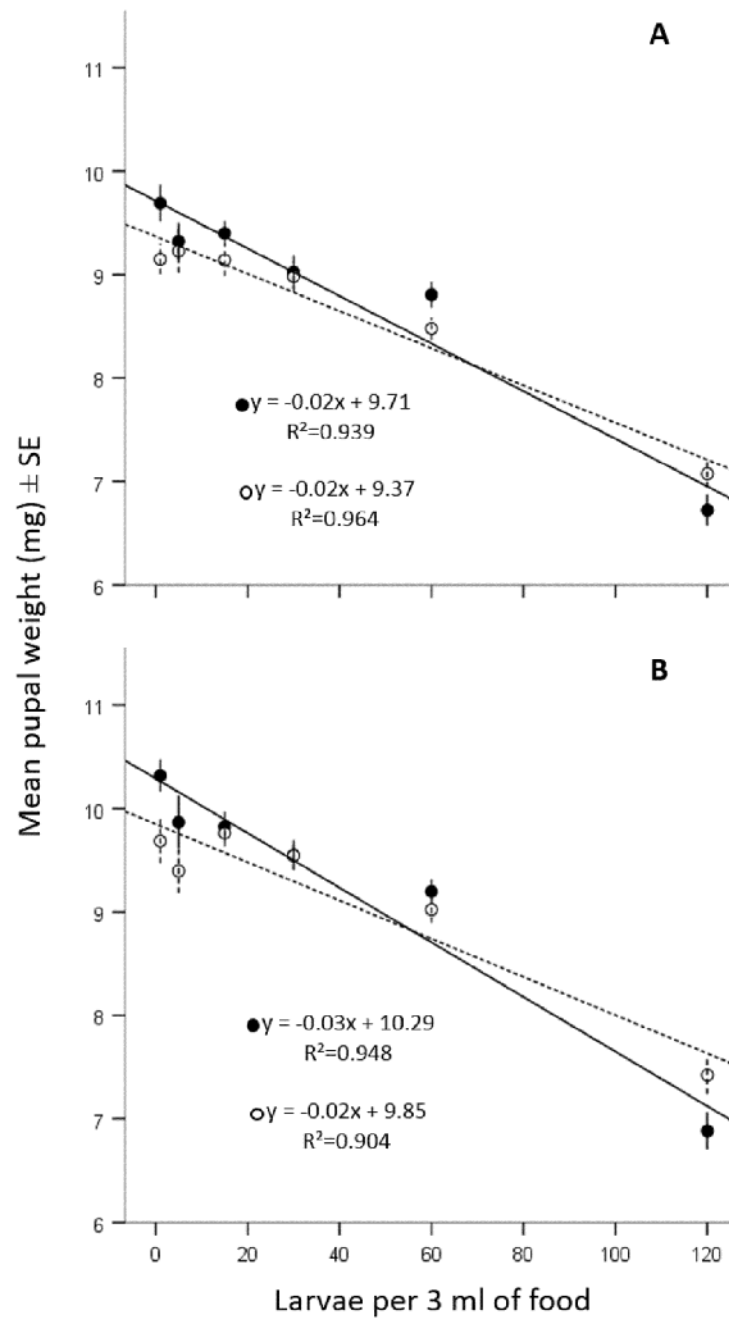 A
11
10
9
8
7
6
y = -0.02x + 9.71
R²=0.939
y = -0.02x + 9.37
R²=0.964
Mean pupal weight (mg) ± SE
B
11
10
9
8
7
6
y = -0.03x + 10.29
R²=0.948
y = -0.02x + 9.85
R²=0.904
0 20 40 60 80 100 120
Larvae per 3 ml of food